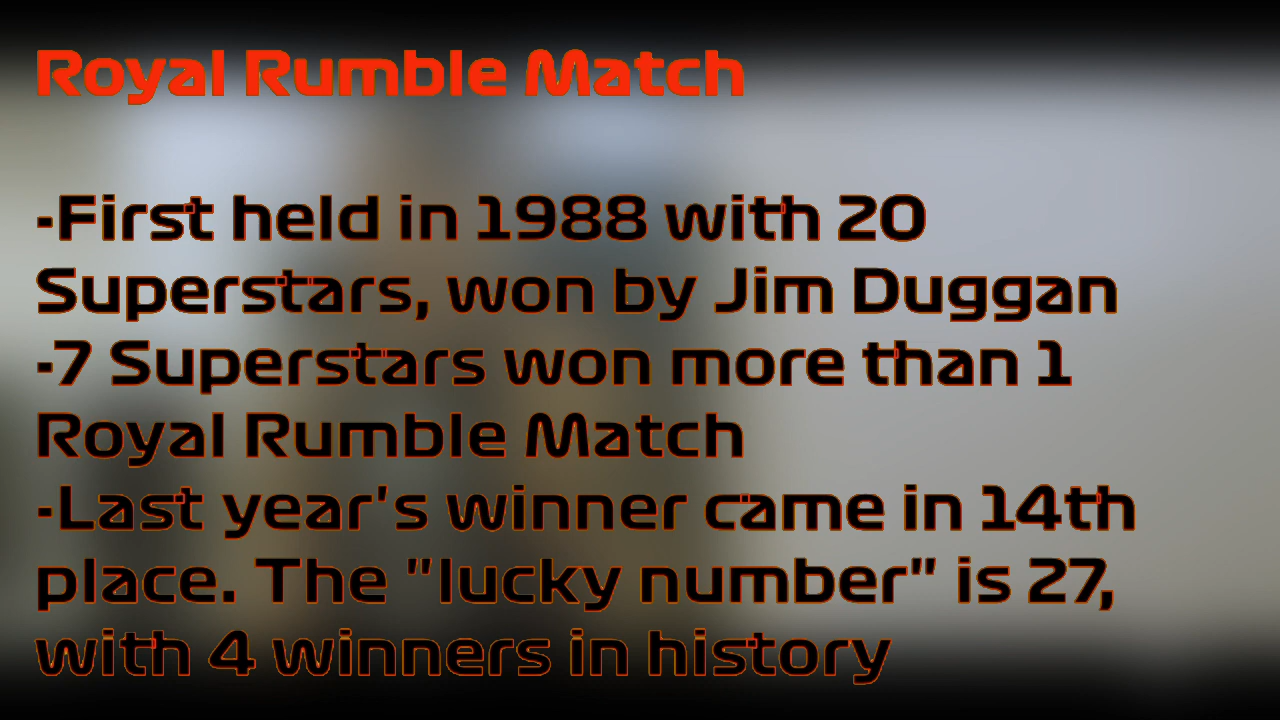 Royal Rumble Match
-First held in 1988 with 20
Superstars, won by Jim Duggan
-7 Superstars won more than 1
Royal Rumble Match
-Last year's winner came in 14th
place. The "lucky number" is 27,
with 4 winners in history